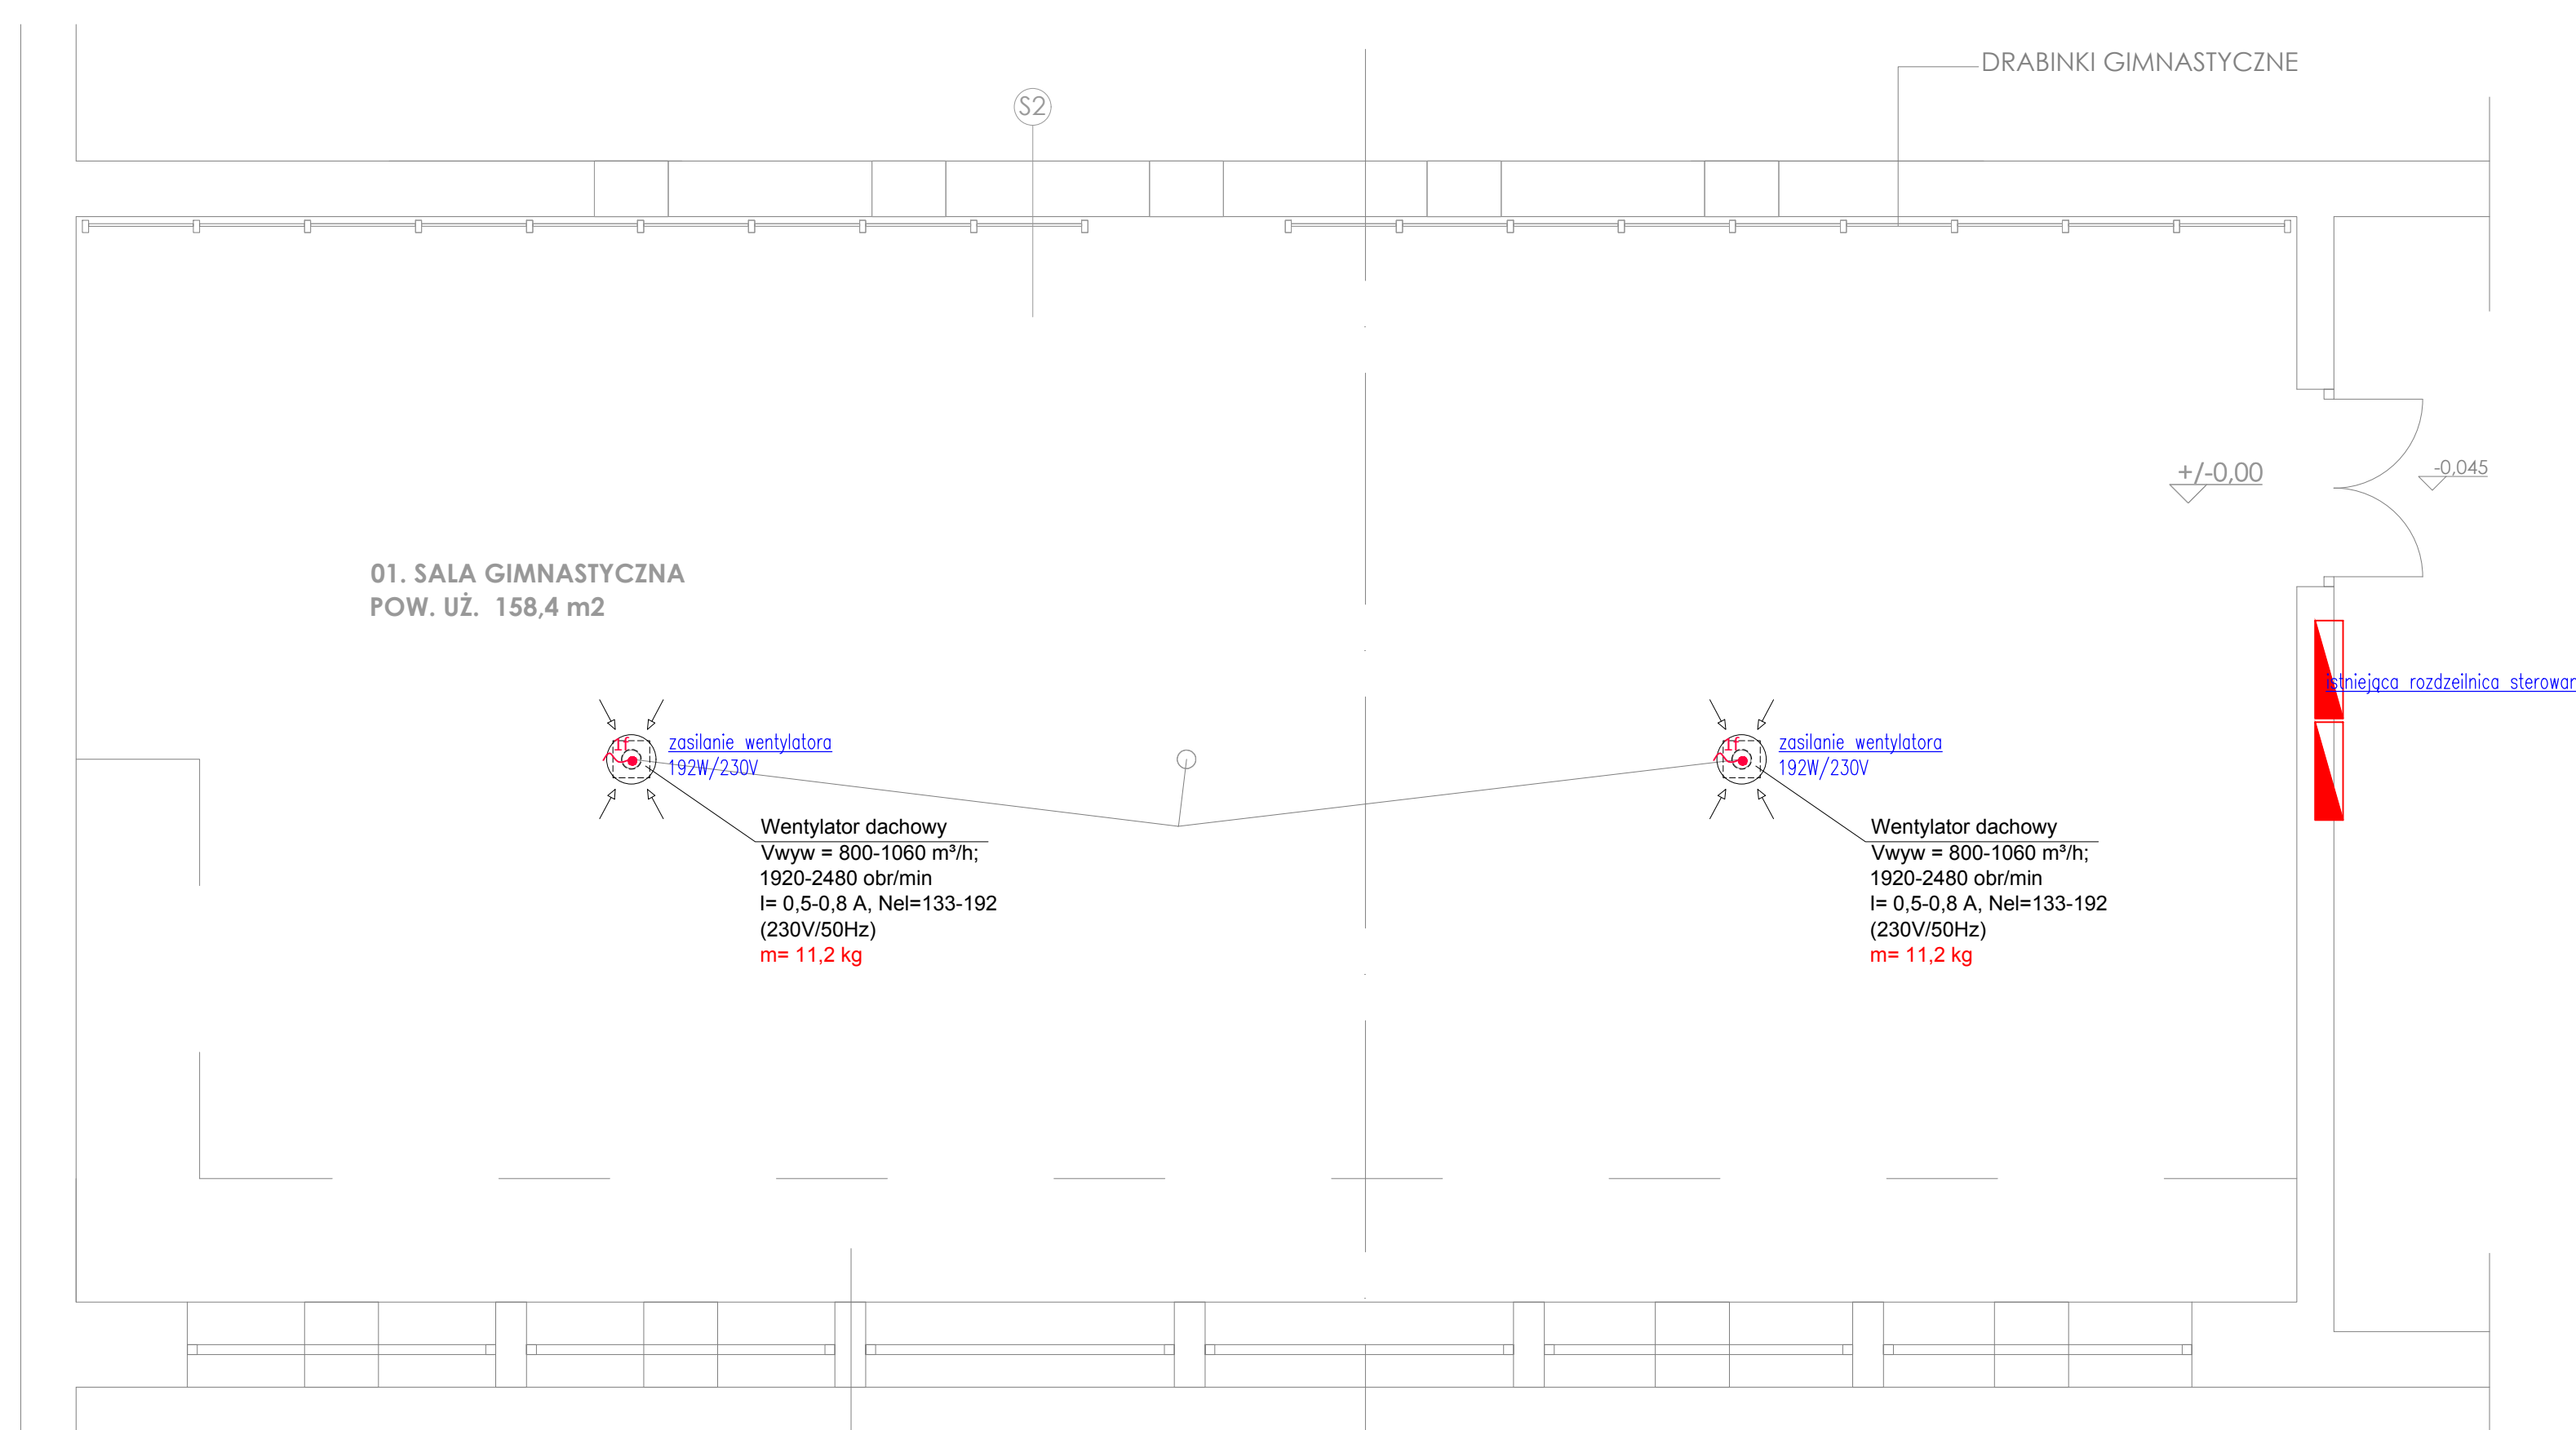 DRABINKI GIMNASTYCZNE
S2
+/-0,00
-0,045
01. SALA GIMNASTYCZNA
POW. UŻ. 158,4 m2
istniejąca rozdzeilnica
1f
zasilanie wentylatora
192W/230V
Wentylator dachowy
Vwyw = 800-1060 m³/h;
1920-2480 obr/min
I= 0,5-0,8 A, Nel=133-192
(230V/50Hz)
m= 11,2 kg
1f
zasilanie wentylatora
192W/230V
Wentylator dachowy
Vwyw = 800-1060 m³/h;
1920-2480 obr/min
I= 0,5-0,8 A, Nel=133-192
(230V/50Hz)
m= 11,2 kg